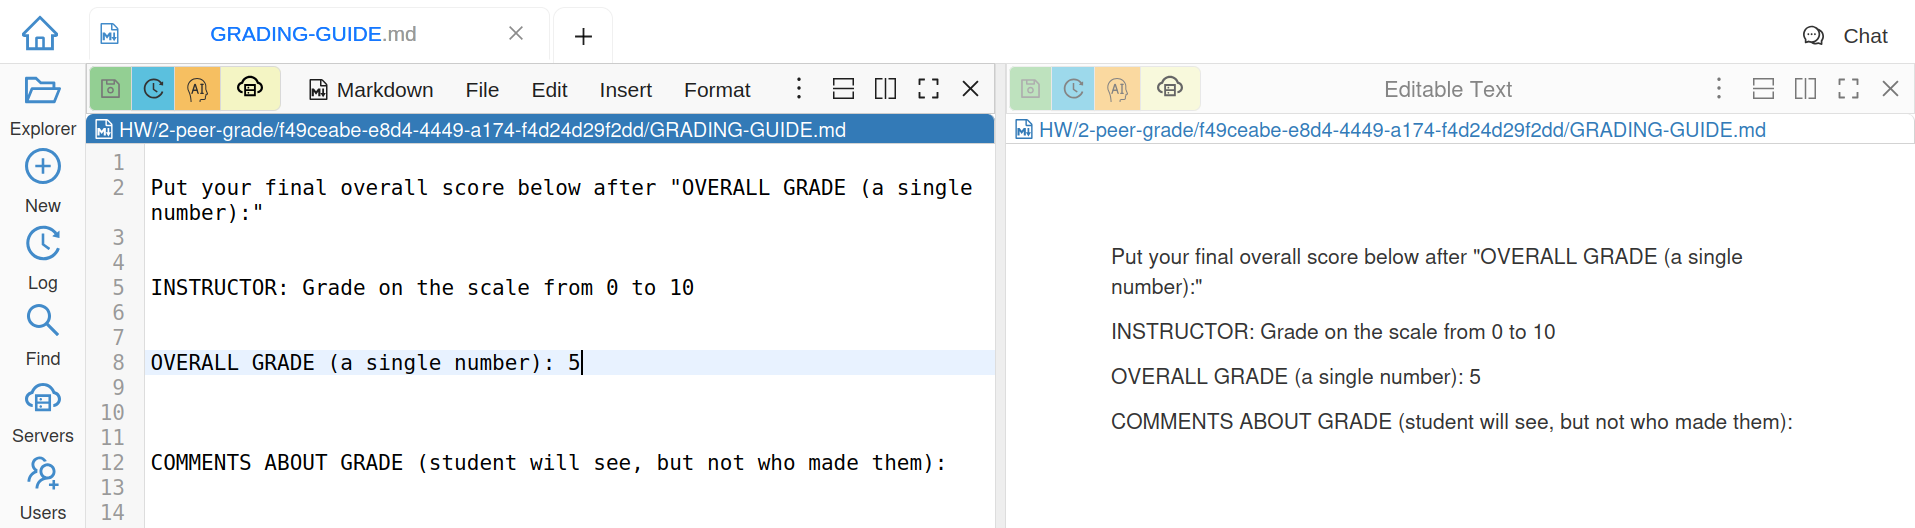 GRADING-GUIDE.md
Chat
Explorer
New
Log
Find
Servers
Users
AI
Markdown File Edit Insert Format
HW/2-peer-grade/f49ceabe-e8d4-4449-a174-f4d24d29f2dd/GRADING-GUIDE.md
1
2 Put your final overall score below after "OVERALL GRADE (a single
number):"
3
4
5 INSTRUCTOR: Grade on the scale from 0 to 10
6
7
8 OVERALL GRADE (a single number): 5
9
10
11
12 COMMENTS ABOUT GRADE (student will see, but not who made them):
13
14
AI
Editable Text
HW/2-peer-grade/f49ceabe-e8d4-4449-a174-f4d24d29f2dd/GRADING-GUIDE.md
Put your final overall score below after "OVERALL GRADE (a single
number):"
INSTRUCTOR: Grade on the scale from 0 to 10
OVERALL GRADE (a single number): 5
COMMENTS ABOUT GRADE (student will see, but not who made them):